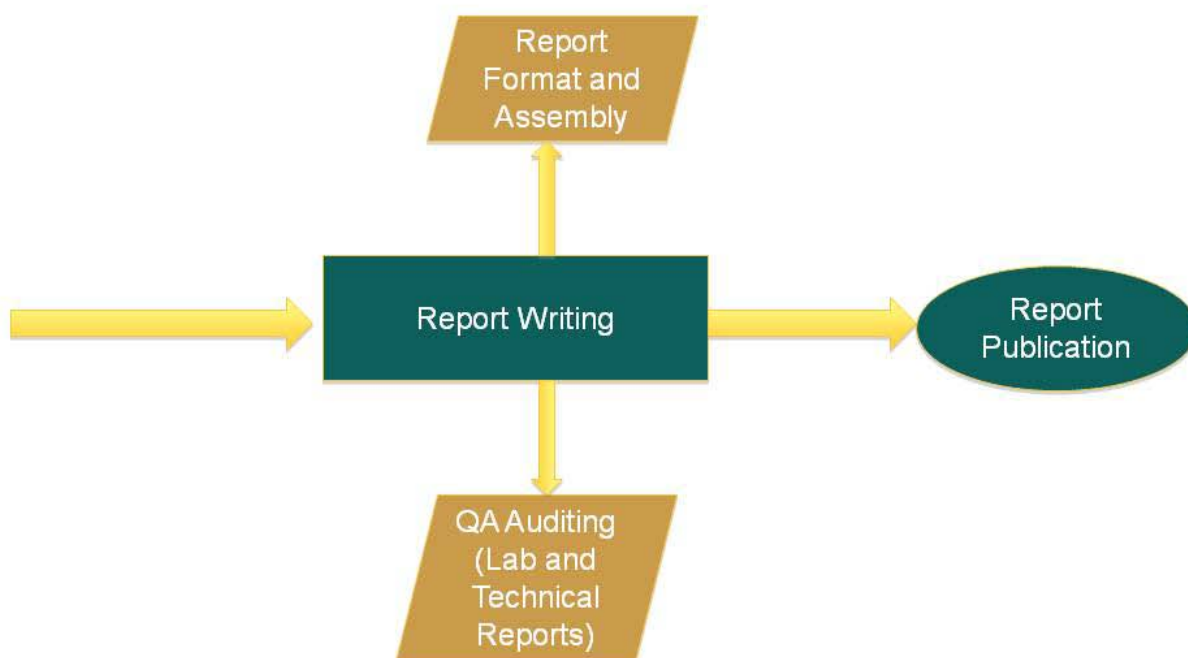 Report
Format and
Assembly
Report Writing
Report
Publication
QA Auditing
(Lab and
Technical
Reports)